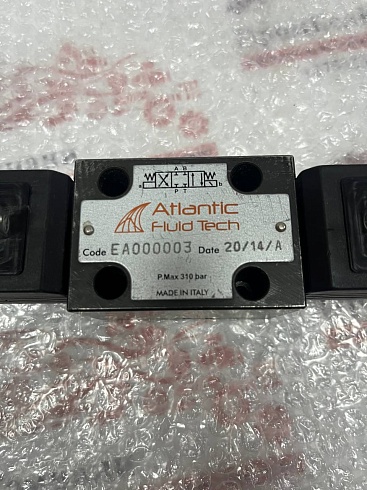 A B
a b
P T
Atlantic
Fluid Tech
Code EA000003 Date 20/14/A
P.Max 310 bar
MADE IN ITALY